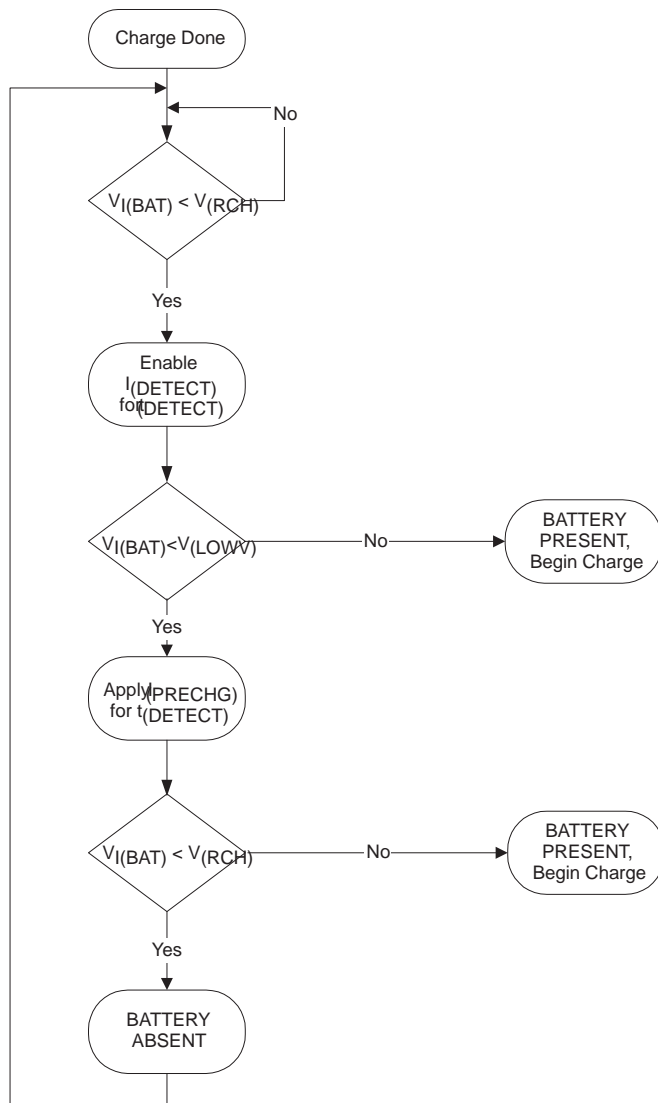 Charge Done
No
VI(BAT) < V(RCH)
Yes
Enable
I(DETECT)
for t(DETECT)
VI(BAT)<V(LOWV)
No
BATTERY
PRESENT,
Begin Charge
Yes
Apply I(PRECHG)
for t(DETECT)
VI(BAT) < V(RCH)
No
BATTERY
PRESENT,
Begin Charge
Yes
BATTERY
ABSENT